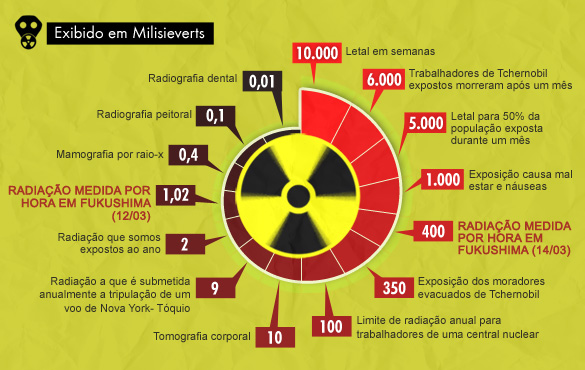 Exibido em Milisieverts
10.000
Letal em semanas
6.000
Trabalhadores de Tchernobil
expostos morreram após um mês
5.000
Letal para 50% da
população exposta
durante um mês
1.000
Exposição causa mal
estar e náuseas
400
RADIAÇÃO MEDIDA
POR HORA EM
FUKUSHIMA (14/03)
350
Exposição dos moradores
evacuados de Tchernobil
100
Limite de radiação anual para
trabalhadores de uma central nuclear
10
Tomografia corporal
9
Radiação a que é submetida
anualmente a tripulação de um
voo de Nova York- Tóquio
2
Radiação que somos
expostos ao ano
1,02
RADIAÇÃO MEDIDA POR
HORA EM FUKUSHIMA
(12/03)
0,4
Mamografia por raio-x
0,1
Radiografia peitoral
0,01
Radiografia dental